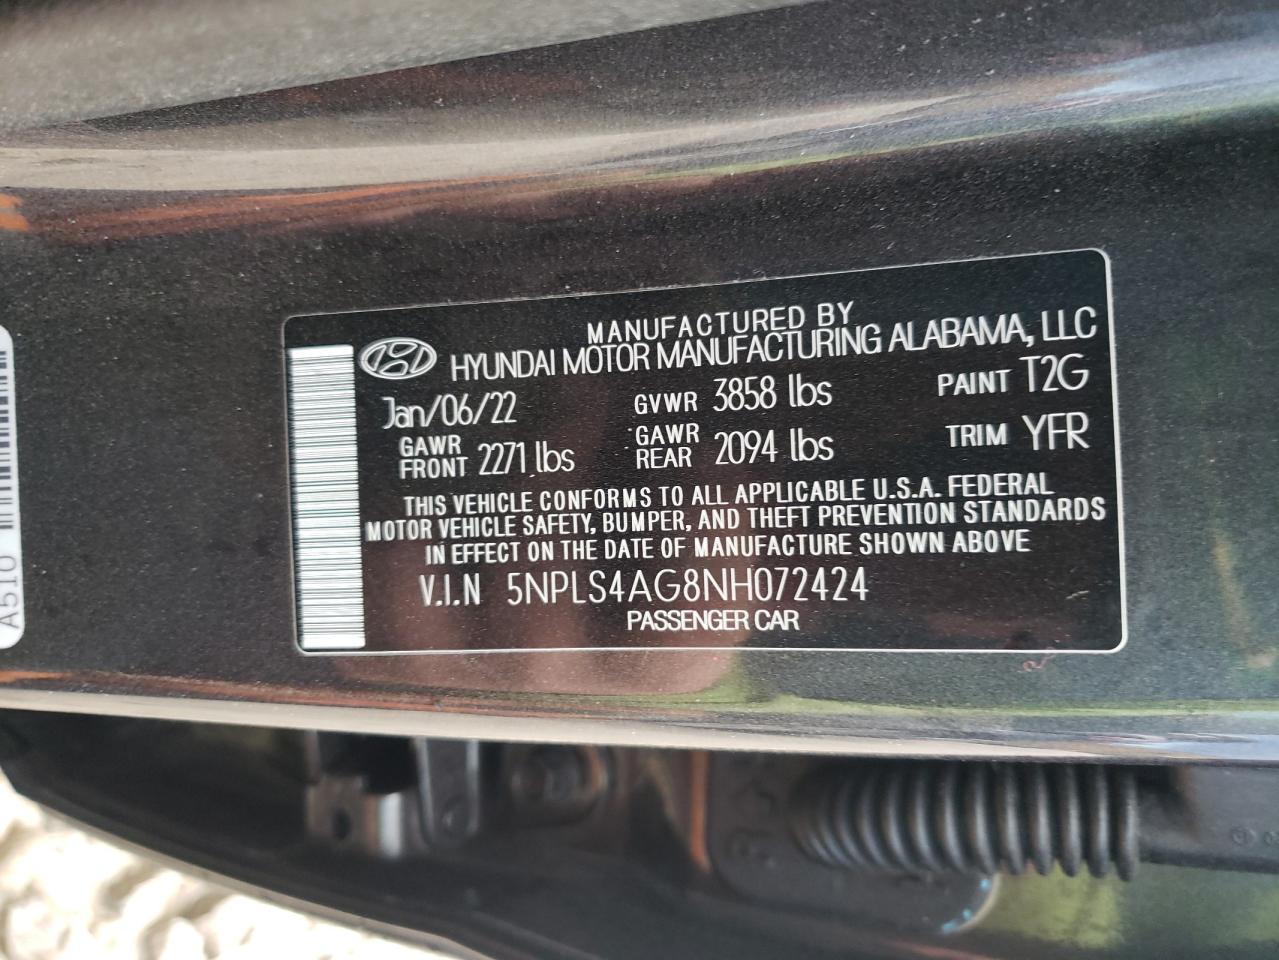 MANUFACTURED BY
HYUNDAI MOTOR MANUFACTURING ALABAMA, LLC
Jan/06/22 GVWR 3858 lbs PAINT T2G
GAWR FRONT 2271 lbs GAWR REAR 2094 lbs TRIM YFR
THIS VEHICLE CONFORMS TO ALL APPLICABLE U.S.A. FEDERAL
MOTOR VEHICLE SAFETY, BUMPER, AND THEFT PREVENTION STANDARDS
IN EFFECT ON THE DATE OF MANUFACTURE SHOWN ABOVE
V.I.N 5NPLS4AG8NH072424
PASSENGER CAR
A510